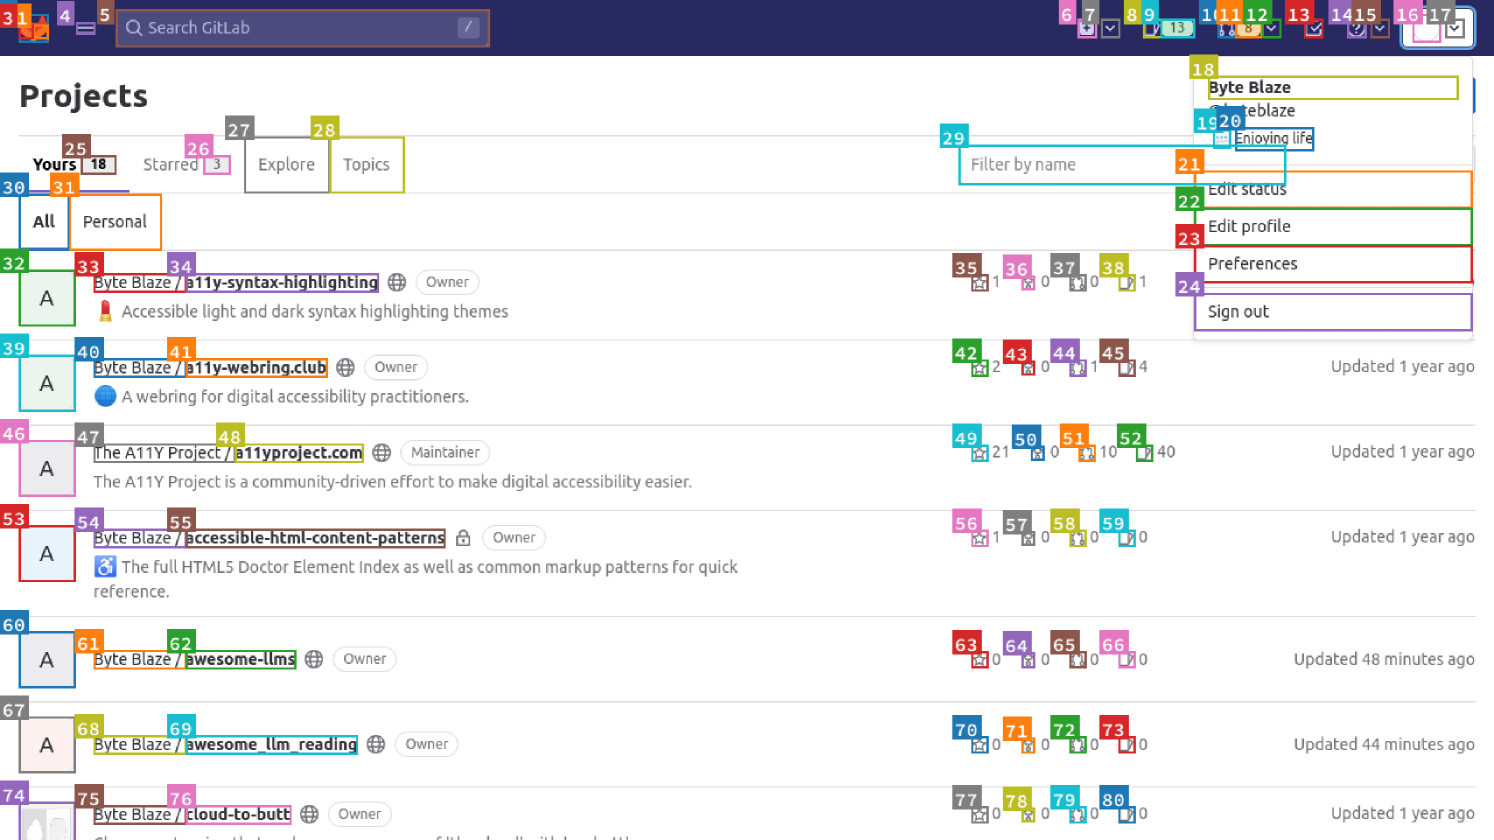 Search GitLab /
13
8
Projects
Byte Blaze
Enjoying life
Yours 18 Starred 3 Explore Topics
Filter by name
Edit status
All Personal
Edit profile
Preferences
Sign out
Byte Blaze / a11y-syntax-highlighting Owner 1 0 0 1
A
Accessible light and dark syntax highlighting themes
Byte Blaze / a11y-webring.club Owner 2 0 1 4 Updated 1 year ago
A
A webring for digital accessibility practitioners.
The A11Y Project / a11yproject.com Maintainer 21 0 10 40 Updated 1 year ago
A
The A11Y Project is a community-driven effort to make digital accessibility easier.
Byte Blaze / accessible-html-content-patterns Owner 1 0 0 0 Updated 1 year ago
A
The full HTML5 Doctor Element Index as well as common markup patterns for quick
reference.
A Byte Blaze / awesome-llms Owner 0 0 0 0 Updated 48 minutes ago
A Byte Blaze / awesome_llm_reading Owner 0 0 0 0 Updated 44 minutes ago
Byte Blaze / cloud-to-butt Owner 0 0 0 0 Updated 1 year ago